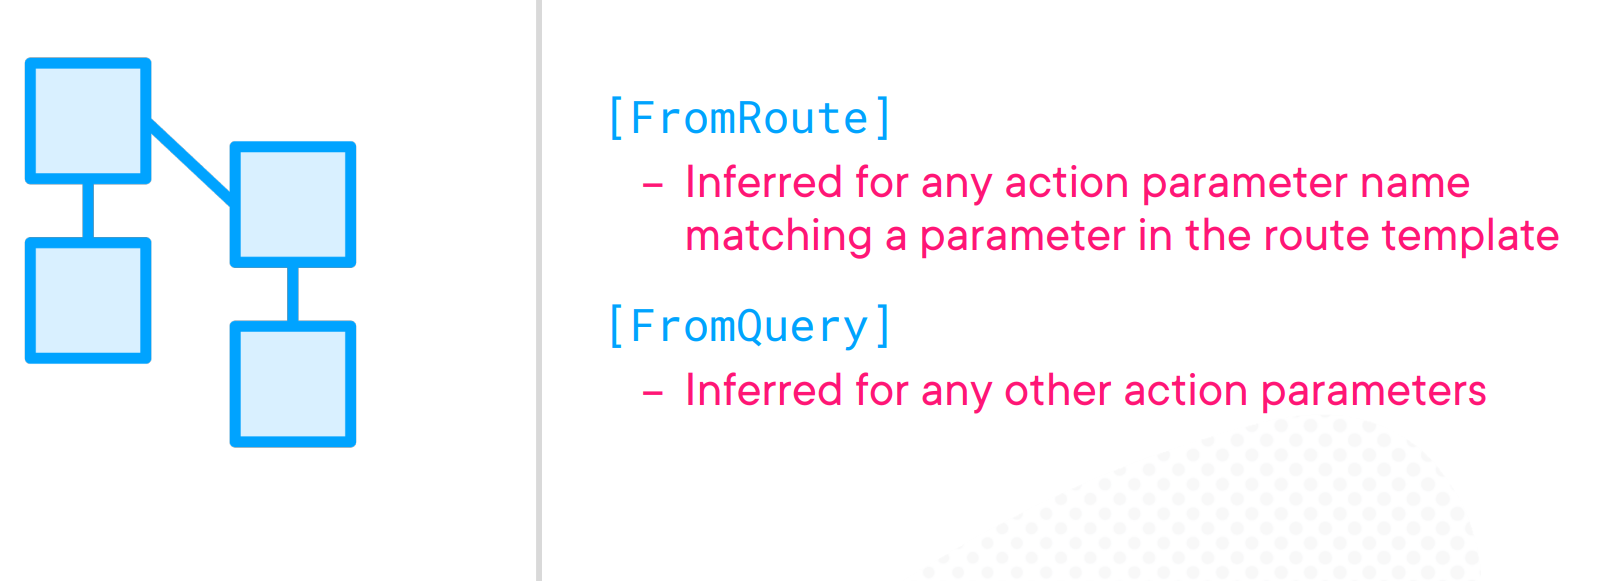 [FromRoute]
– Inferred for any action parameter name
matching a parameter in the route template
[FromQuery]
– Inferred for any other action parameters